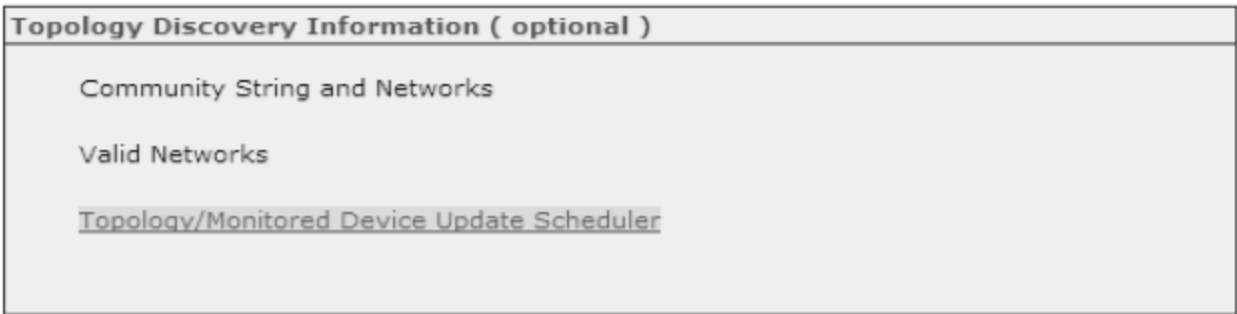 Topology Discovery Information ( optional )
Community String and Networks
Valid Networks
Topology/Monitored Device Update Scheduler